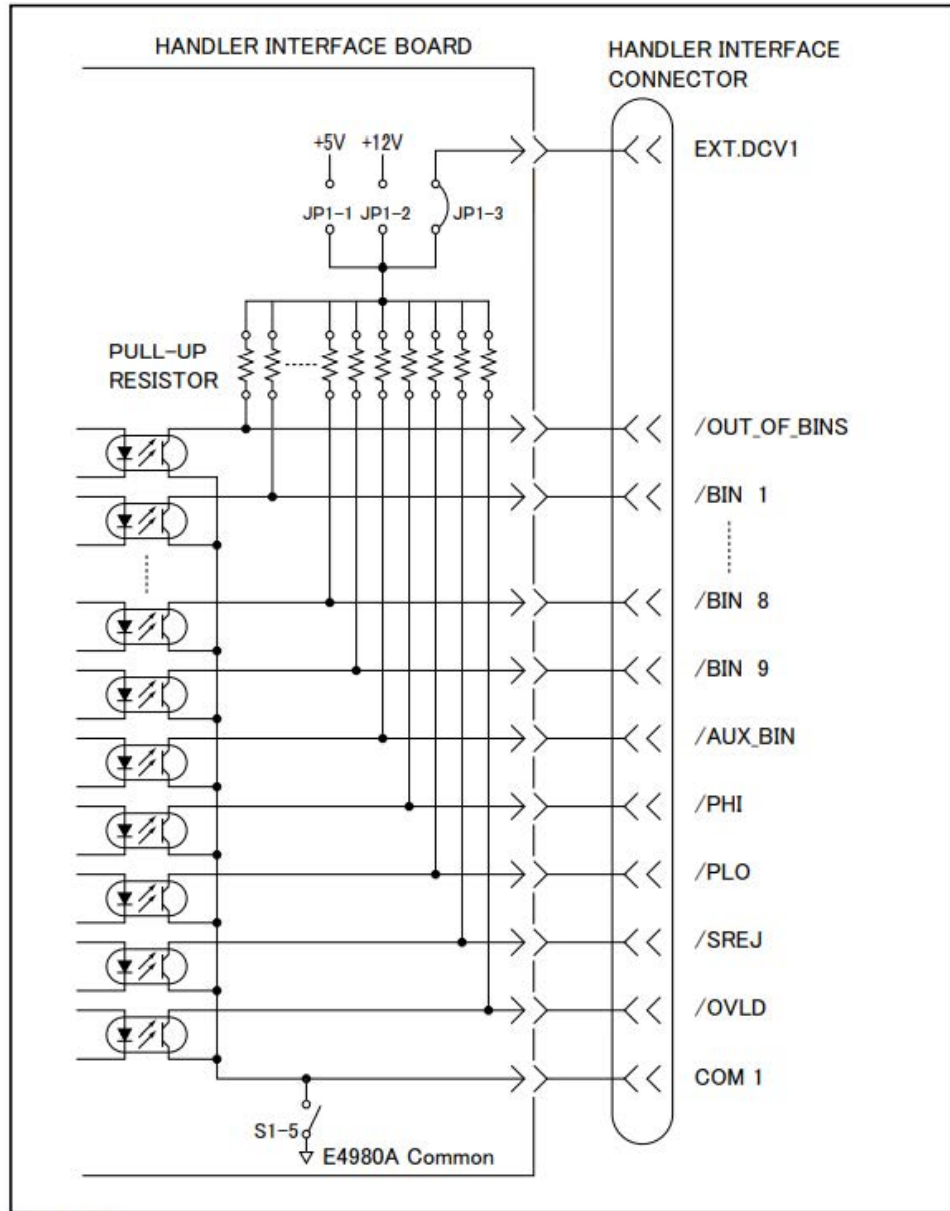 HANDLER INTERFACE BOARD
HANDLER INTERFACE
CONNECTOR
+5V +12V
EXT.DCV1
JP1-1 JP1-2 JP1-3
PULL-UP
RESISTOR
/OUT_OF_BINS
/BIN 1
/BIN 8
/BIN 9
/AUX_BIN
/PHI
/PLO
/SREJ
/OVLD
COM 1
S1-5
E4980A Common